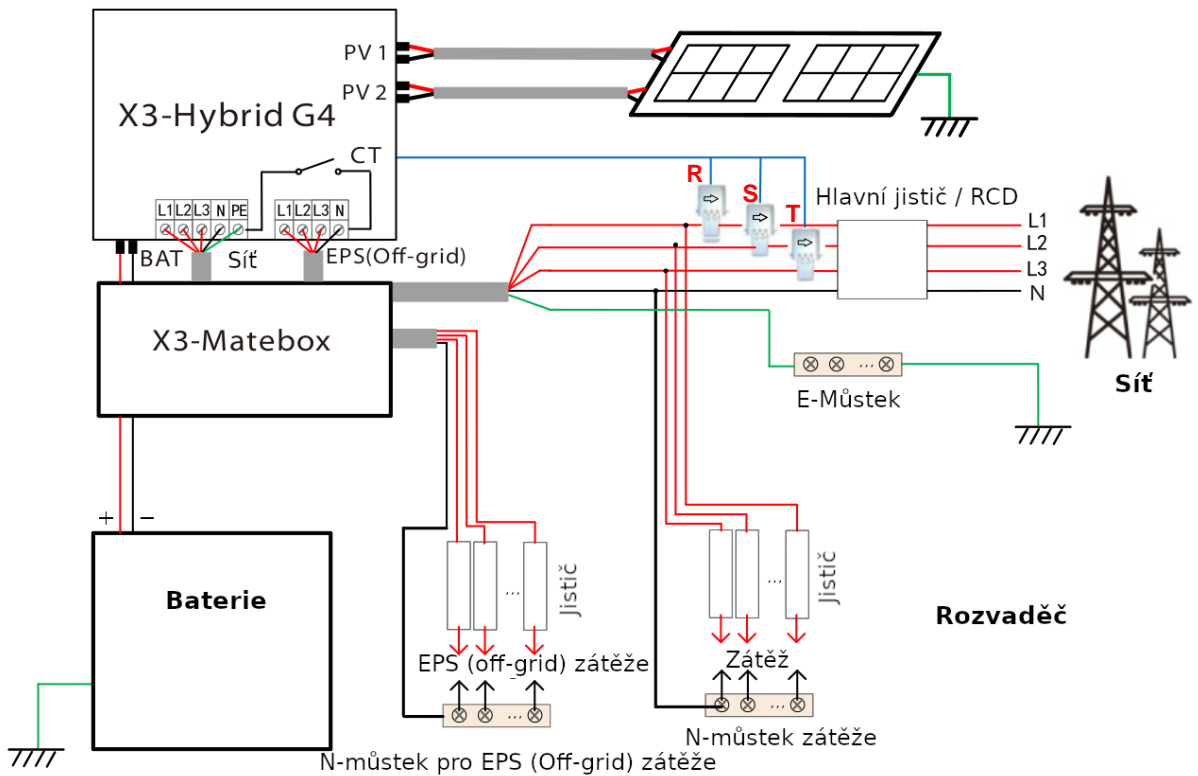 PV 1
PV 2
X3-Hybrid G4
CT
R
S
T
Hlavní jistič / RCD
L1 L2 L3 N PE
L1 L2 L3 N
L1
L2
L3
N
BAT
Síť
EPS(Off-grid)
X3-Matebox
E-Můstek
...
Síť
+ −
Baterie
...
Jistič
...
Jistič
Rozvaděč
EPS (off-grid) zátěže
Zátěž
...
...
N-můstek zátěže
N-můstek pro EPS (Off-grid) zátěže